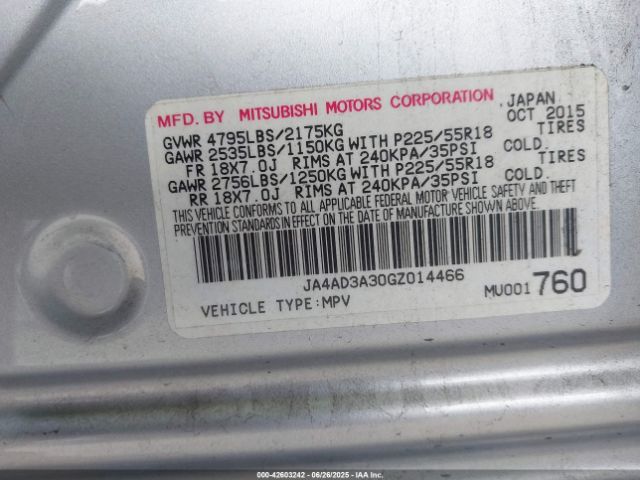 MFD. BY MITSUBISHI MOTORS CORPORATION, JAPAN
GVWR 4795LBS/2175KG OCT 2015
GAWR 2535LBS/1150KG WITH P225/55R18 TIRES
FR 18X7.0J RIMS AT 240KPA/35PSI COLD.
GAWR 2756LBS/1250KG WITH P225/55R18 TIRES
RR 18X7.0J RIMS AT 240KPA/35PSI COLD.
THIS VEHICLE CONFORMS TO ALL APPLICABLE FEDERAL MOTOR VEHICLE SAFETY AND THEFT
PREVENTION STANDARDS IN EFFECT ON THE DATE OF MANUFACTURE SHOWN ABOVE.
JA4AD3A30GZ014466
VEHICLE TYPE:MPV MU001760
000-42603242 - 06/26/2025 - IAAI Inc.